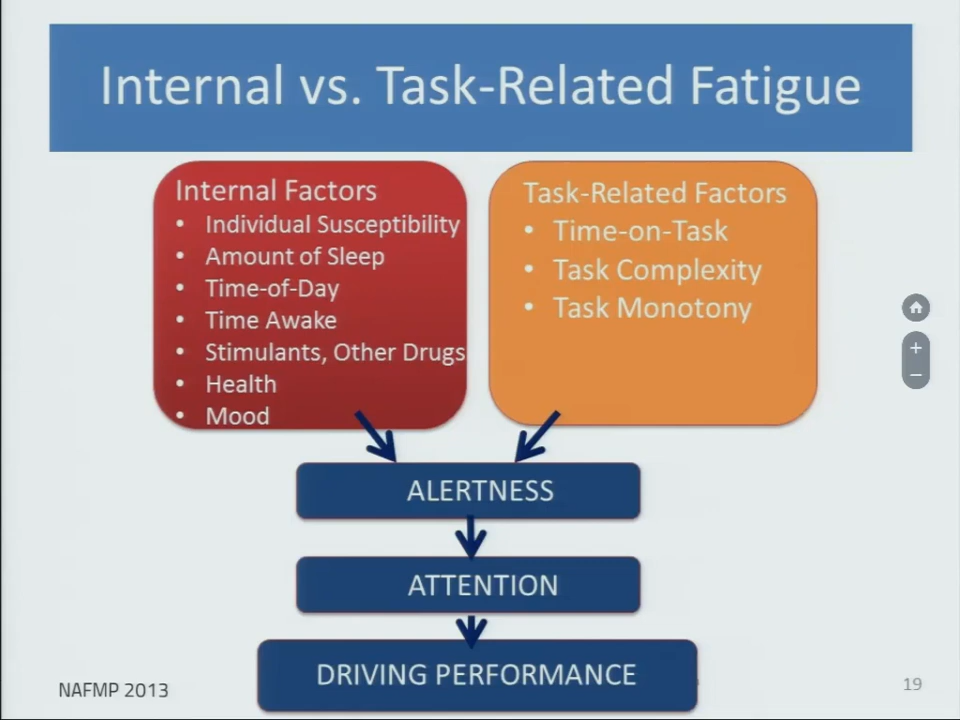 Internal vs. Task-Related Fatigue
Internal Factors
• Individual Susceptibility
• Amount of Sleep
• Time-of-Day
• Time Awake
• Stimulants, Other Drugs
• Health
• Mood
Task-Related Factors
• Time-on-Task
• Task Complexity
• Task Monotony
ALERTNESS
ATTENTION
DRIVING PERFORMANCE
NAFMP 2013
19